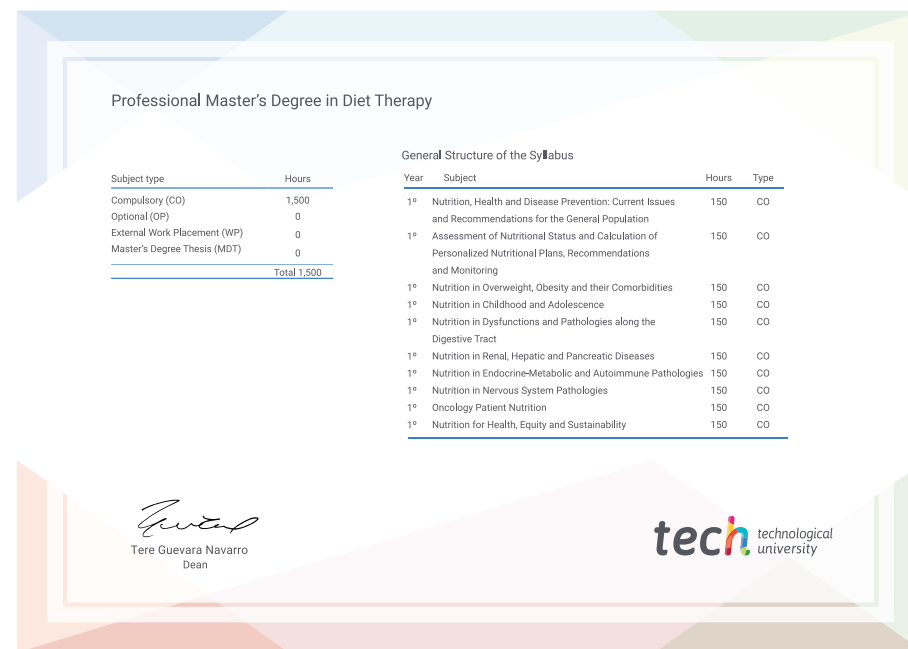 Professional Master's Degree in Diet Therapy
Subject type Hours
Compulsory (CO) 1,500
Optional (OP) 0
External Work Placement (WP) 0
Master's Degree Thesis (MDT) 0
Total 1,500
General Structure of the Syllabus
Year Subject Hours Type
1º Nutrition, Health and Disease Prevention: Current Issues 150 CO
and Recommendations for the General Population
1º Assessment of Nutritional Status and Calculation of 150 CO
Personalized Nutritional Plans, Recommendations
and Monitoring
1º Nutrition in Overweight, Obesity and their Comorbidities 150 CO
1º Nutrition in Childhood and Adolescence 150 CO
1º Nutrition in Dysfunctions and Pathologies along the 150 CO
Digestive Tract
1º Nutrition in Renal, Hepatic and Pancreatic Diseases 150 CO
1º Nutrition in Endocrine-Metabolic and Autoimmune Pathologies 150 CO
1º Nutrition in Nervous System Pathologies 150 CO
1º Oncology Patient Nutrition 150 CO
1º Nutrition for Health, Equity and Sustainability 150 CO
Tere Guevara Navarro
Dean
tech technological
university